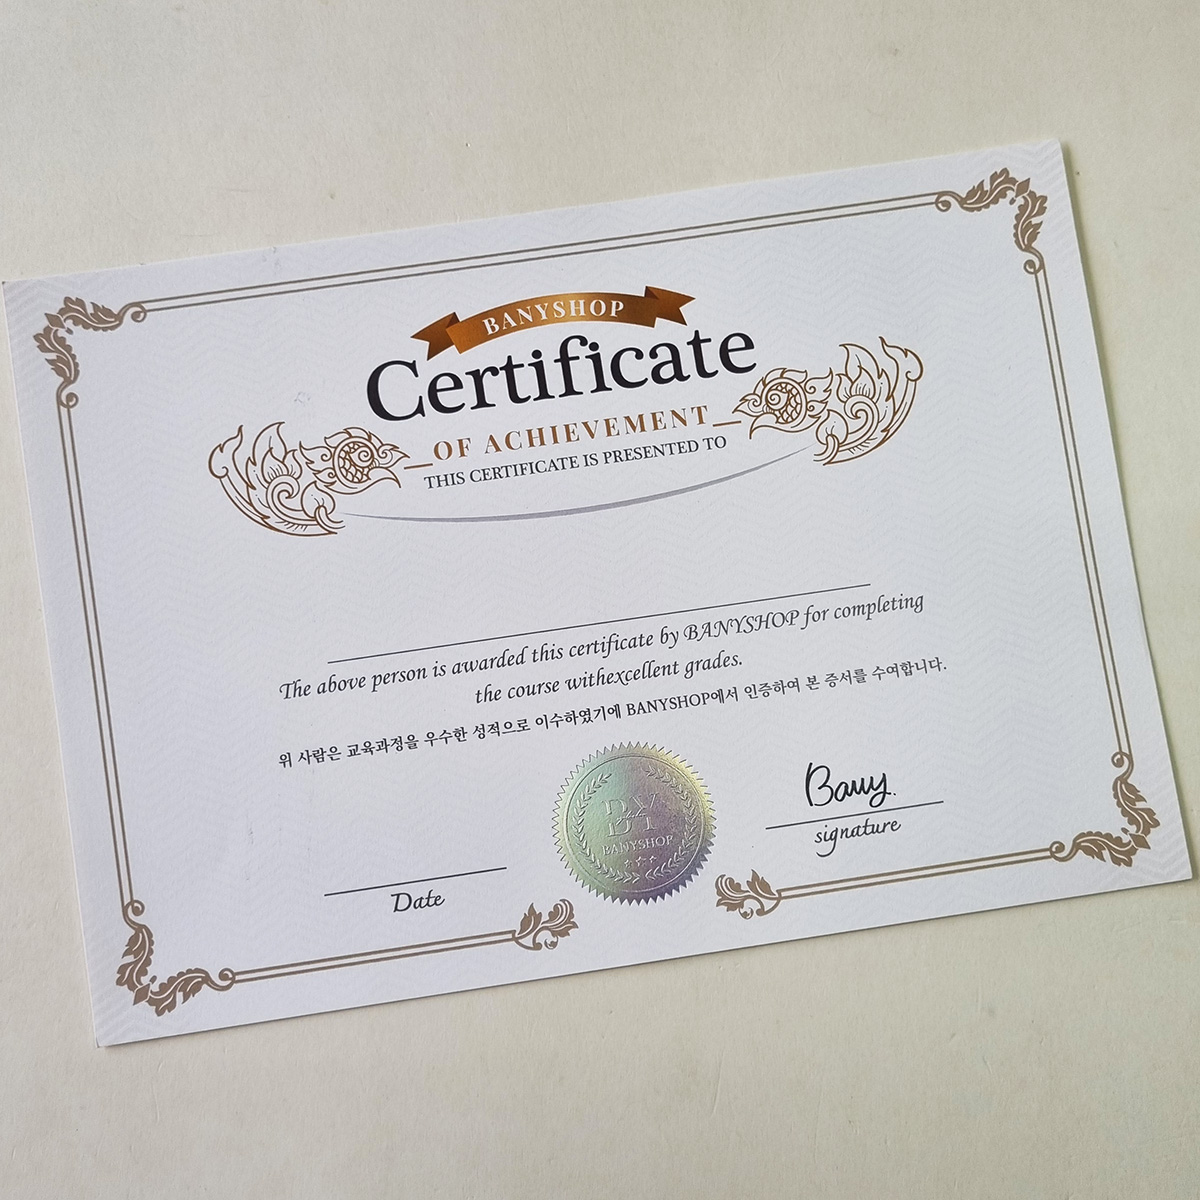 BANYSHOP
Certificate
OF ACHIEVEMENT
THIS CERTIFICATE IS PRESENTED TO
The above person is awarded this certificate by BANYSHOP for completing
the course withexcellent grades.
위 사람은 교육과정을 우수한 성적으로 이수하였기에 BANYSHOP에서 인증하여 본 증서를 수여합니다.
BANYSHOP
Bany.
signature
Date